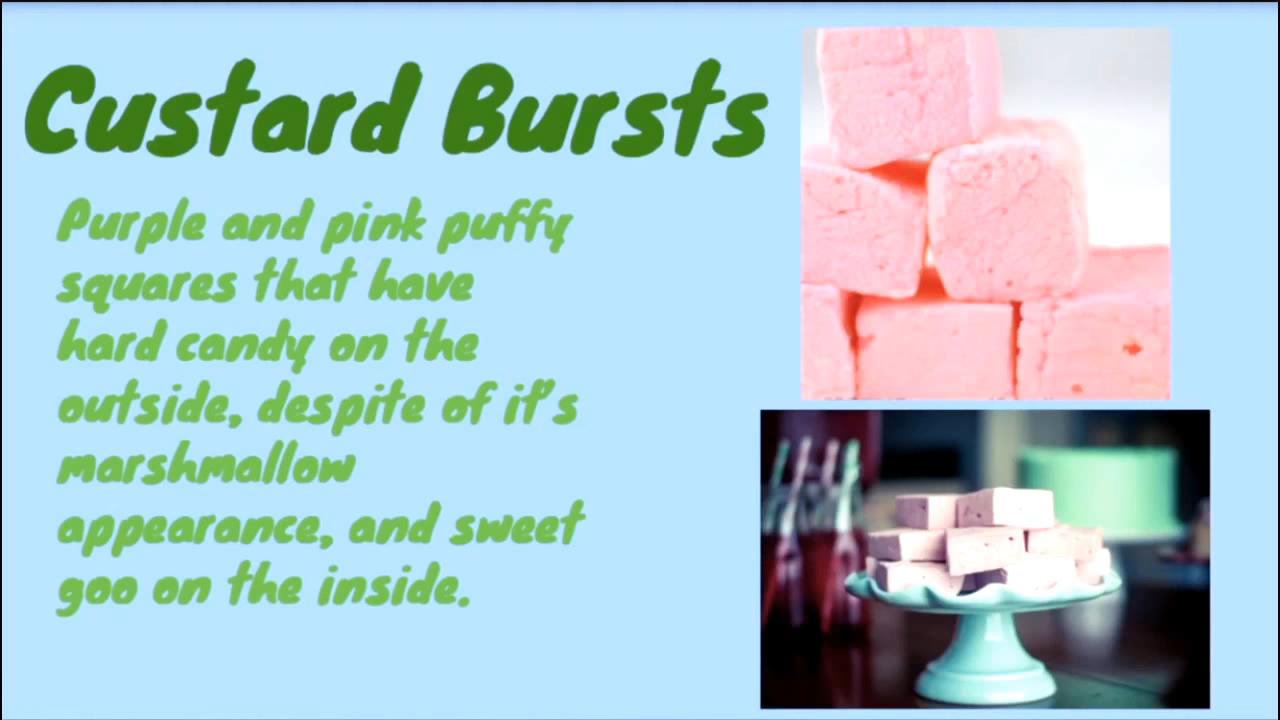 Custard Bursts
Purple and pink puffy
squares that have
hard candy on the
outside, despite of it's
marshmallow
appearance, and sweet
goo on the inside.